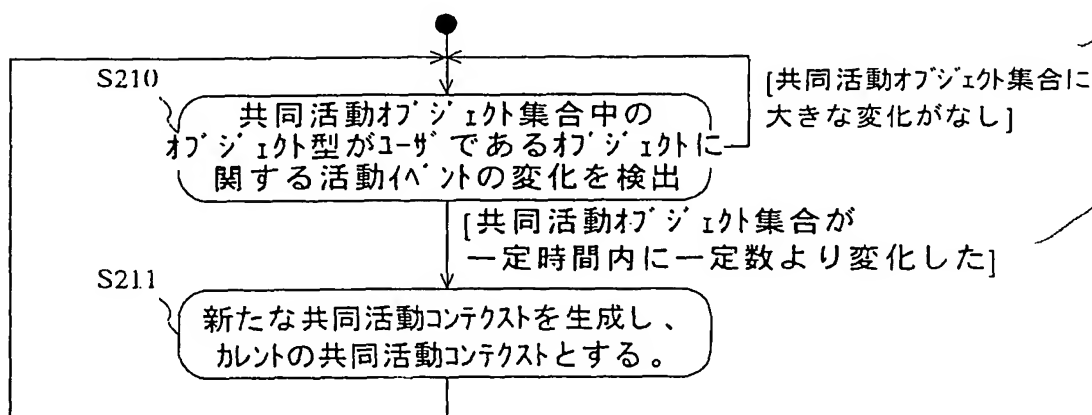 S210
共同活動ｵﾌﾞｼﾞｪｸﾄ集合中の
ｵﾌﾞｼﾞｪｸﾄ型がﾕｰｻﾞであるｵﾌﾞｼﾞｪｸﾄに
関する活動ｲﾍﾞﾝﾄの変化を検出
[共同活動ｵﾌﾞｼﾞｪｸﾄ集合に
大きな変化がなし]
[共同活動ｵﾌﾞｼﾞｪｸﾄ集合が
一定時間内に一定数より変化した]
S211
新たな共同活動ｺﾝﾃｸｽﾄを生成し、
ｶﾚﾝﾄの共同活動ｺﾝﾃｸｽﾄとする。